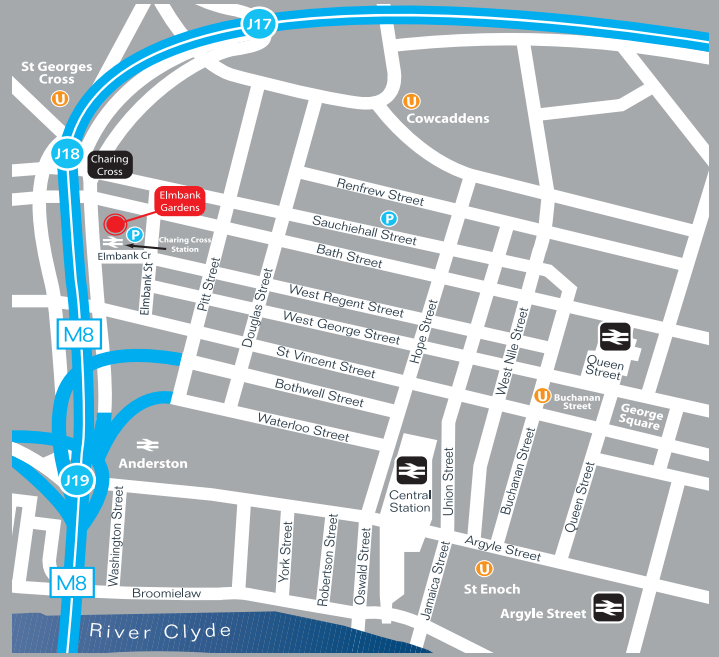 J17
St Georges
Cross
U
U
Cowcaddens
J18
Charing
Cross
Elmbank
Gardens
Renfrew Street
P
Sauchiehall Street
P
Charing Cross
Station
Elmbank Cr
Bath Street
Elmbank St
Pitt Street
Douglas Street
West Regent Street
West George Street
Hope Street
West Nile Street
M8
St Vincent Street
Queen
Street
Bothwell Street
U
Buchanan
Street
George
Square
Waterloo Street
Anderston
J19
Central
Station
Union Street
Buchanan Street
Queen Street
Washington Street
York Street
Robertson Street
Oswald Street
Jamaica Street
Argyle Street
M8
U
St Enoch
Broomielaw
Argyle Street
River Clyde